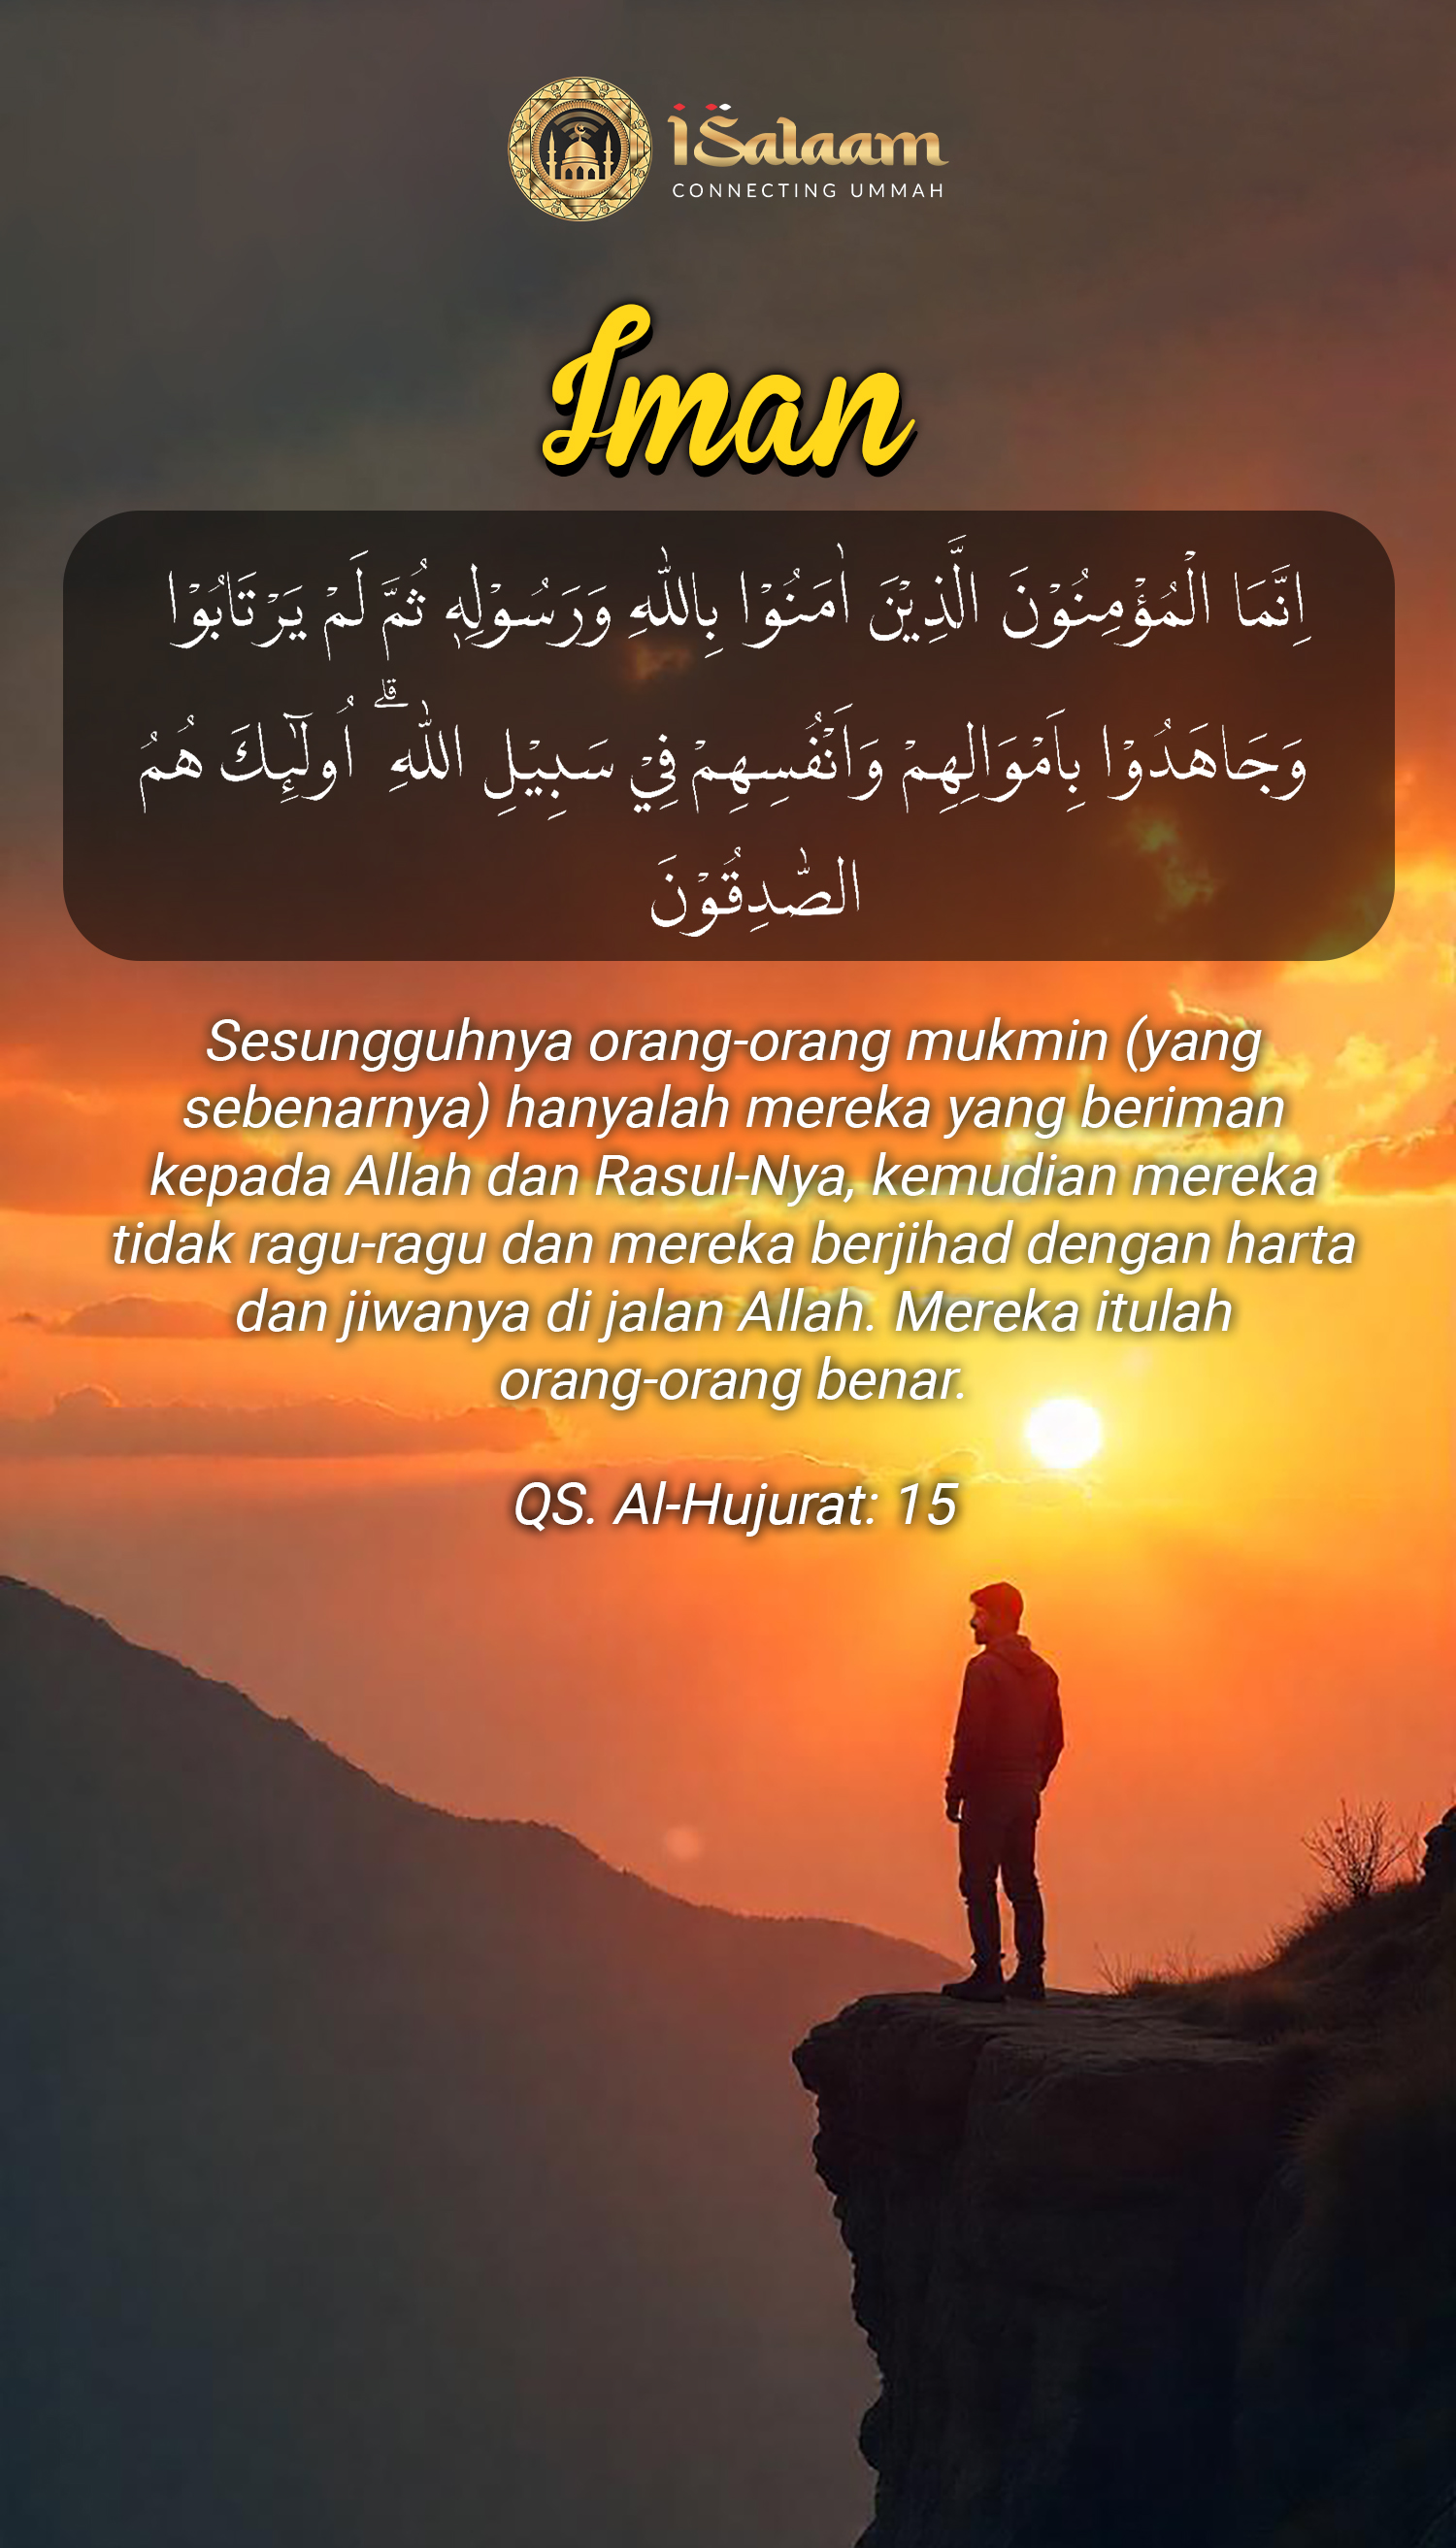 iSalaam
CONNECTING UMMAH
Iman
اِنَّمَا الْمُؤْمِنُوْنَ الَّذِيْنَ اٰمَنُوْا بِاللّٰهِ وَرَسُوْلِهٖ ثُمَّ لَمْ يَرْتَابُوْا
وَجَاهَدُوْا بِاَمْوَالِهِمْ وَاَنْفُسِهِمْ فِيْ سَبِيْلِ اللّٰهِ ۗ اُولٰۤىِٕكَ هُمُ
الصّٰدِقُوْنَ
Sesungguhnya orang-orang mukmin (yang
sebenarnya) hanyalah mereka yang beriman
kepada Allah dan Rasul-Nya, kemudian mereka
tidak ragu-ragu dan mereka berjihad dengan harta
dan jiwanya di jalan Allah. Mereka itulah
orang-orang benar.
QS. Al-Hujurat: 15